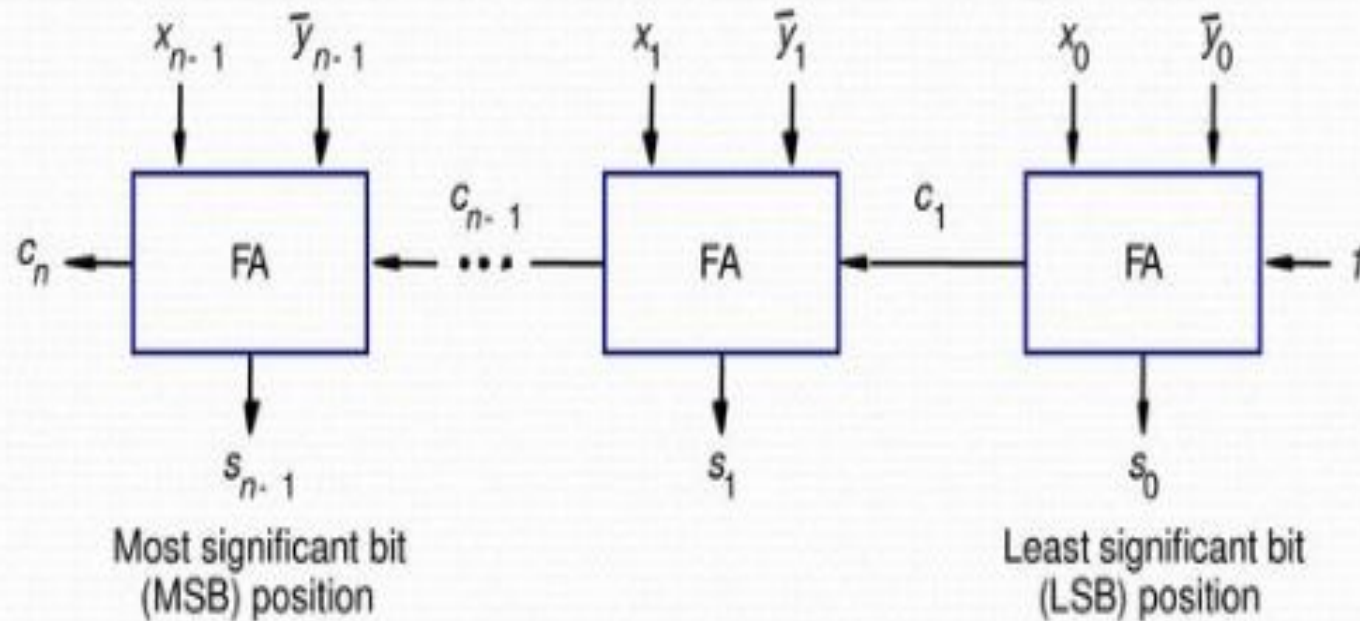 x_{n-1} ȳ_{n-1} x_1 ȳ_1 x_0 ȳ_0
c_n FA c_{n-1} ••• FA c_1 FA 1
s_{n-1} s_1 s_0
Most significant bit Least significant bit
(MSB) position (LSB) position